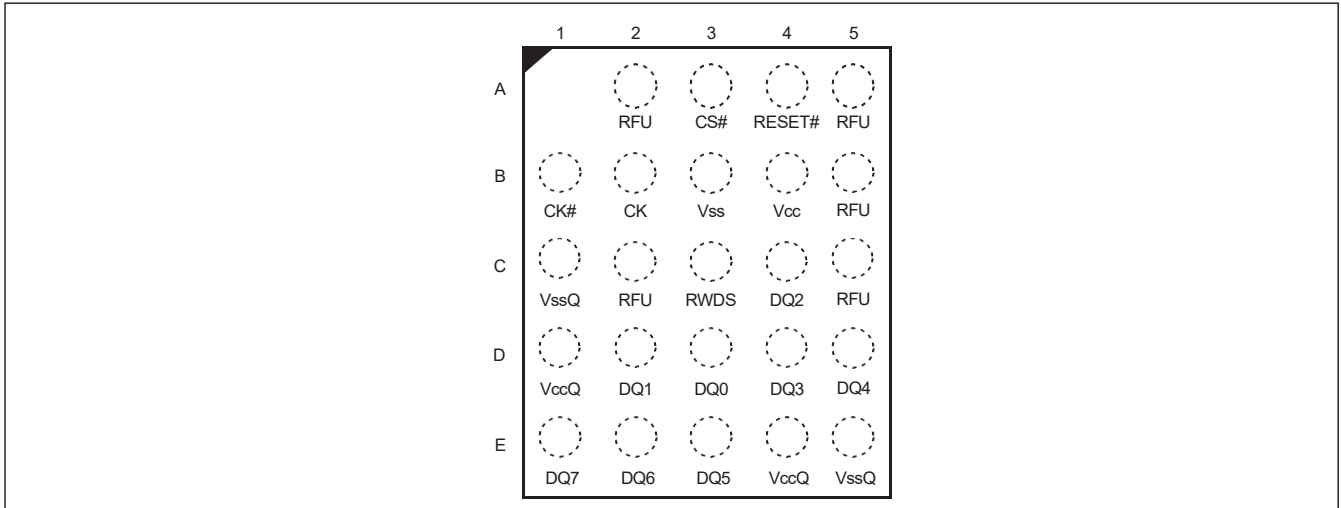 1 2 3 4 5
A
RFU CS# RESET# RFU
B
CK# CK Vss Vcc RFU
C
VssQ RFU RWDS DQ2 RFU
D
VccQ DQ1 DQ0 DQ3 DQ4
E
DQ7 DQ6 DQ5 VccQ VssQ